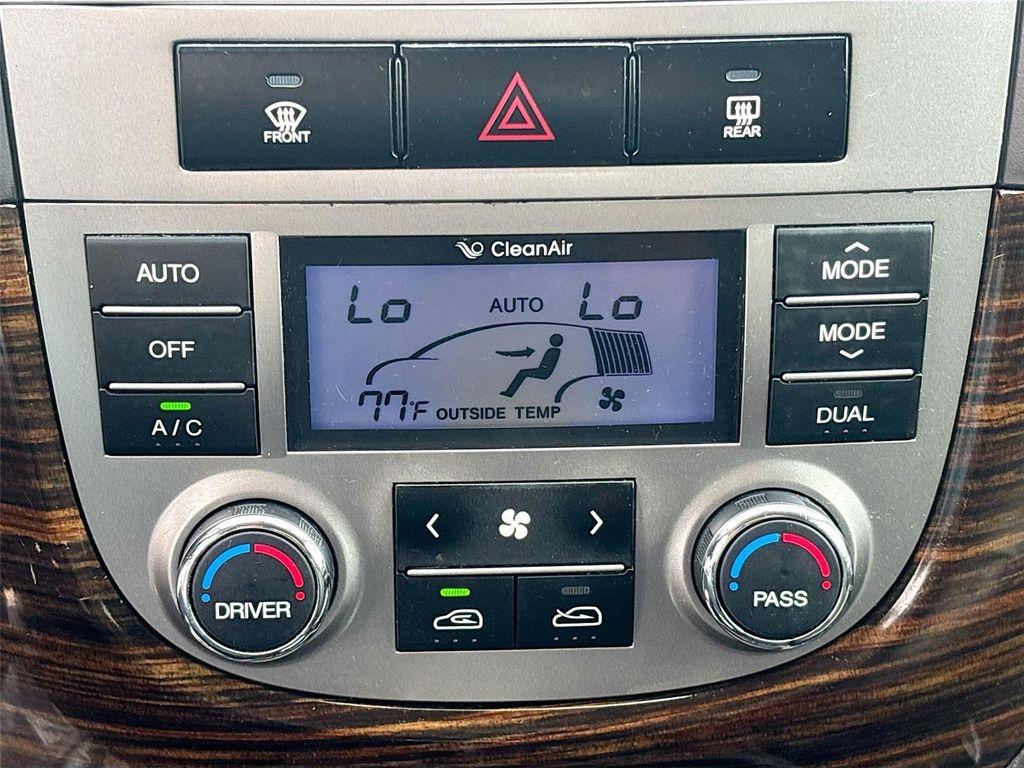 FRONT
REAR
CleanAir
AUTO
OFF
A/C
Lo AUTO Lo
77°F OUTSIDE TEMP
MODE
MODE
DUAL
DRIVER
PASS